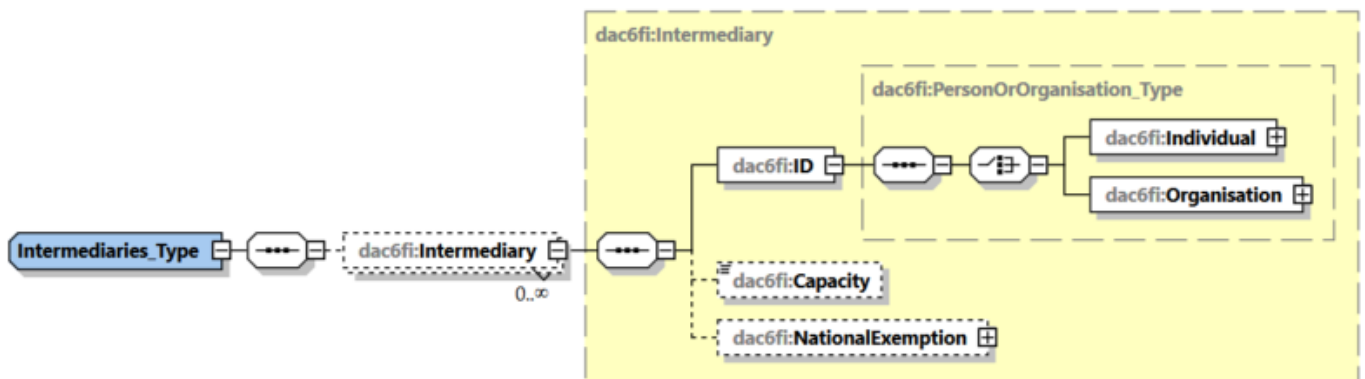 dac6fi:Intermediary
dac6fi:PersonOrOrganisation_Type
dac6fi:Individual
dac6fi:ID
dac6fi:Organisation
Intermediaries_Type
dac6fi:Intermediary
0..∞
dac6fi:Capacity
dac6fi:NationalExemption